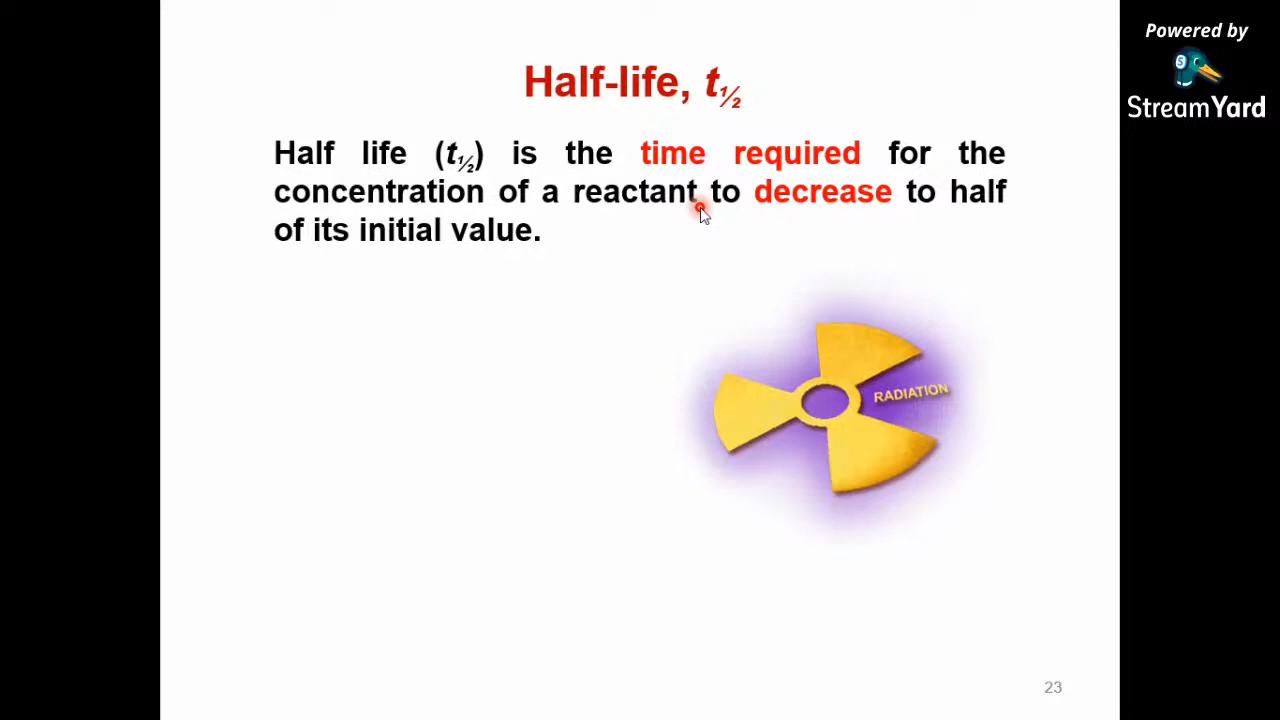 Powered by
StreamYard
Half-life, t½
Half life (t½) is the time required for the
concentration of a reactant to decrease to half
of its initial value.
RADIATION
23